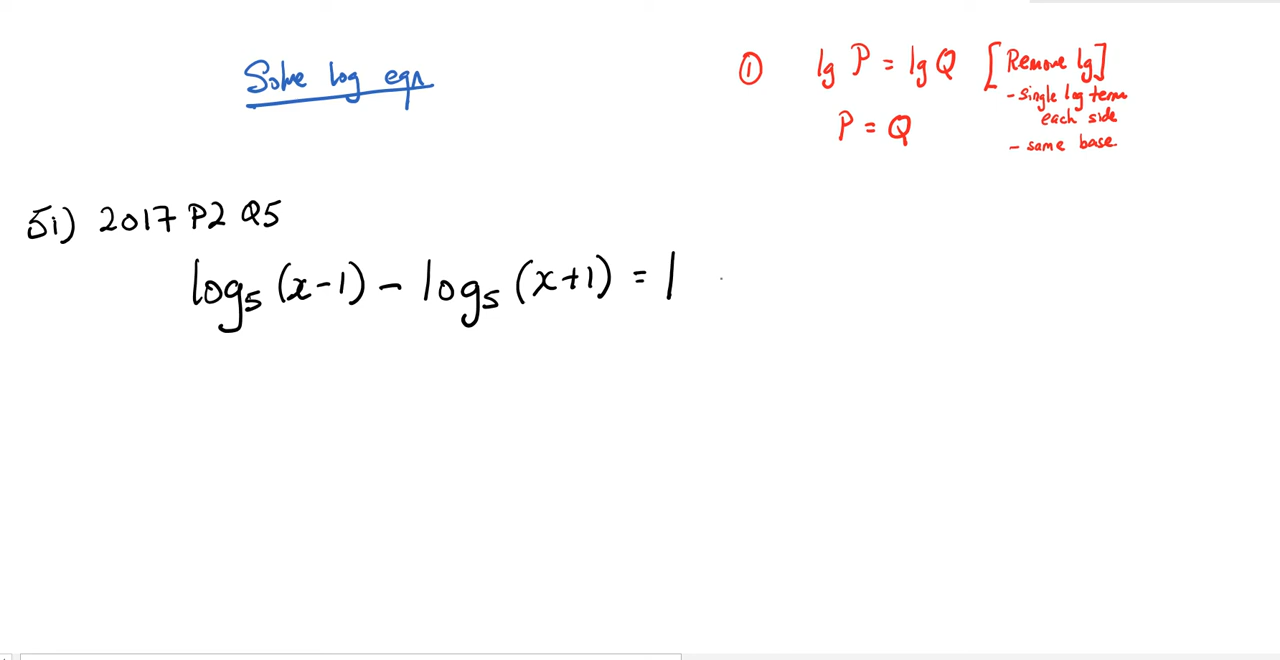 Solve log eqn
① lg P = lg Q [Remove lg]
- single log term
each side
P = Q
- same base
5i) 2017 P2 Q5
log₅ (x-1) - log₅ (x+1) = 1